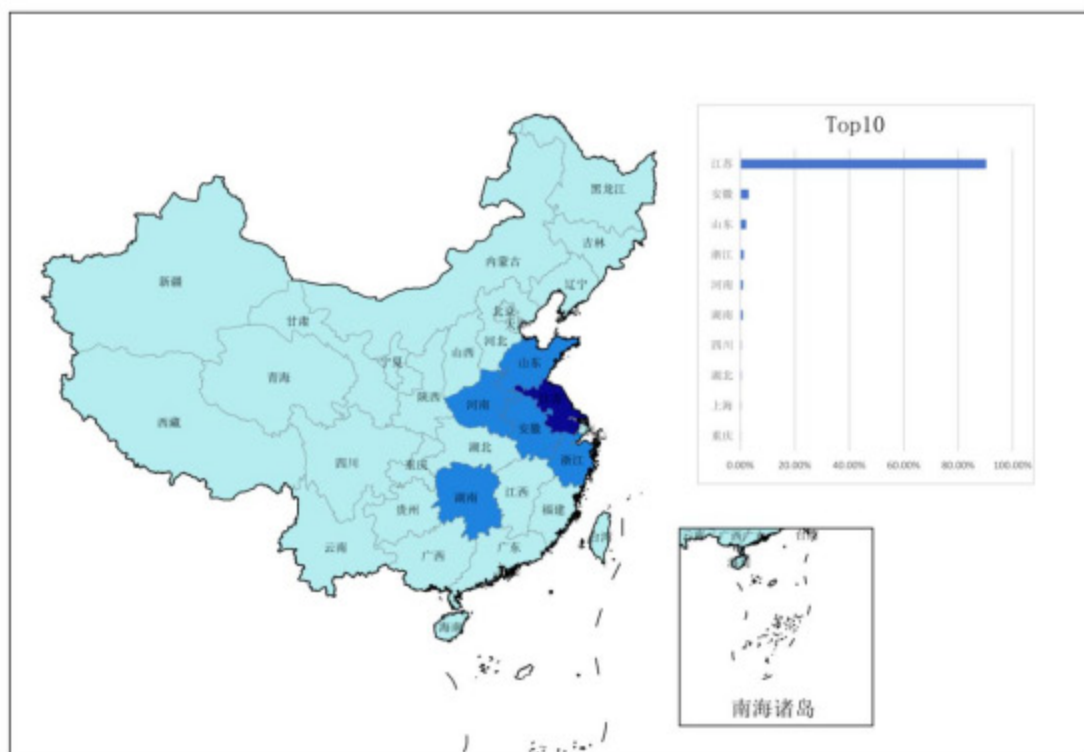 黑龙江
吉林
辽宁
内蒙古
新疆
甘肃
北京
河北
山西
宁夏
山东
青海
陕西
河南
西藏
安徽
湖北
四川
重庆
浙江
湖南
江西
贵州
福建
云南
广西
广东
台湾
海南
Top10
江苏
安徽
山东
浙江
河南
湖南
四川
湖北
上海
重庆
0.00% 20.00% 40.00% 60.00% 80.00% 100.00%
南海诸岛